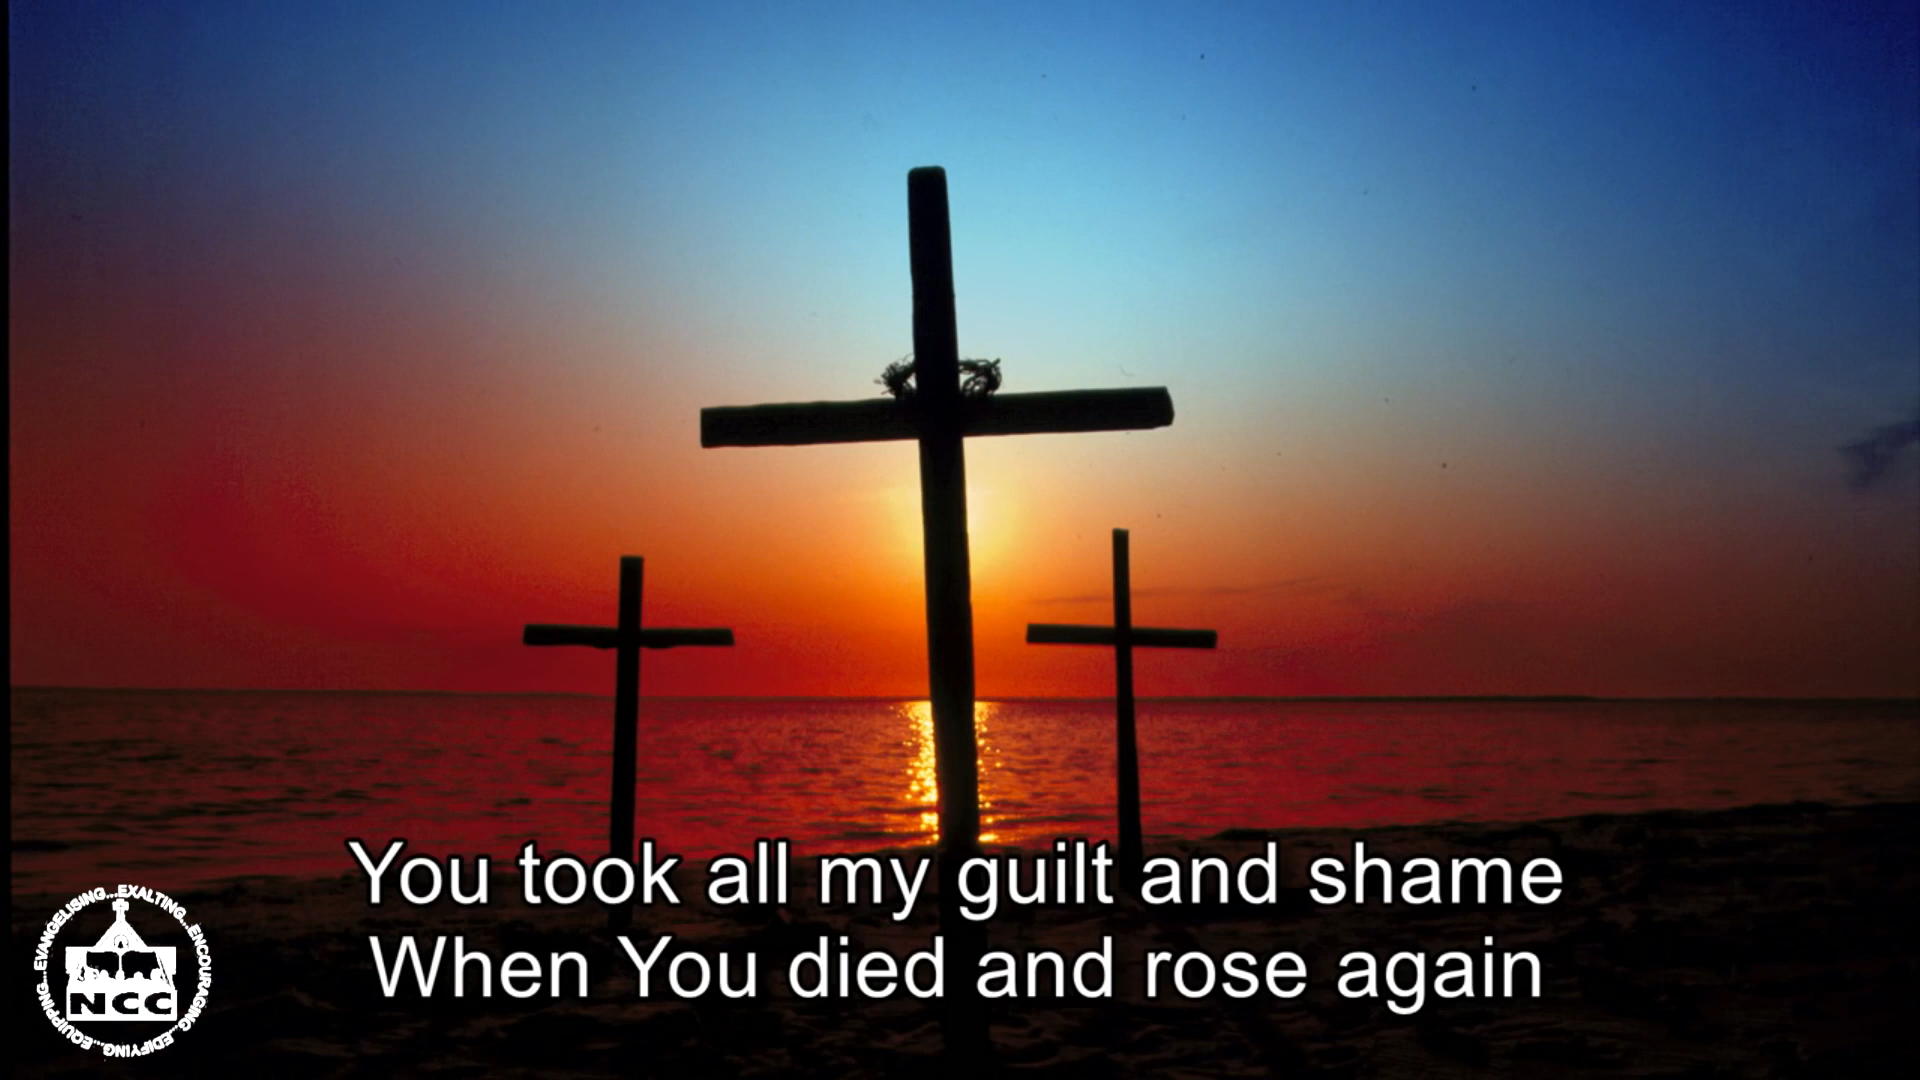 You took all my guilt and shame
When You died and rose again
EVANGELISING...EXALTING...ENCOURAGING...EDIFYING...EQUIPPING...
NCC